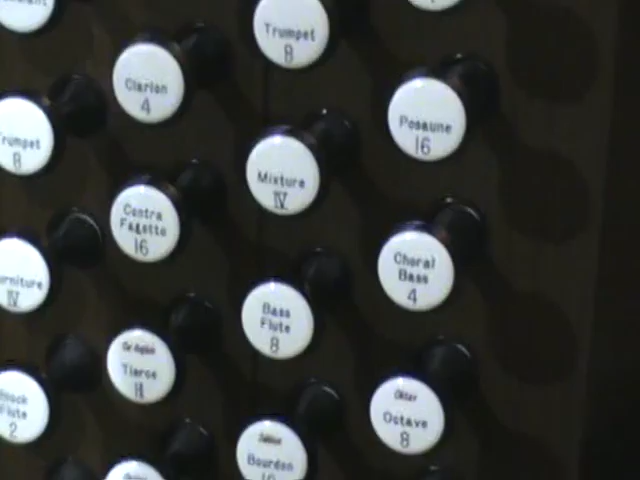 Trumpet
8
Clarion
4
Posaune
16
Trumpet
8
Mixture
IV
Contra
Fagotto
16
Choral
Bass
4
IV
Bass
Flute
8
Tierce
Octave
8
Flute
2
Bourdon